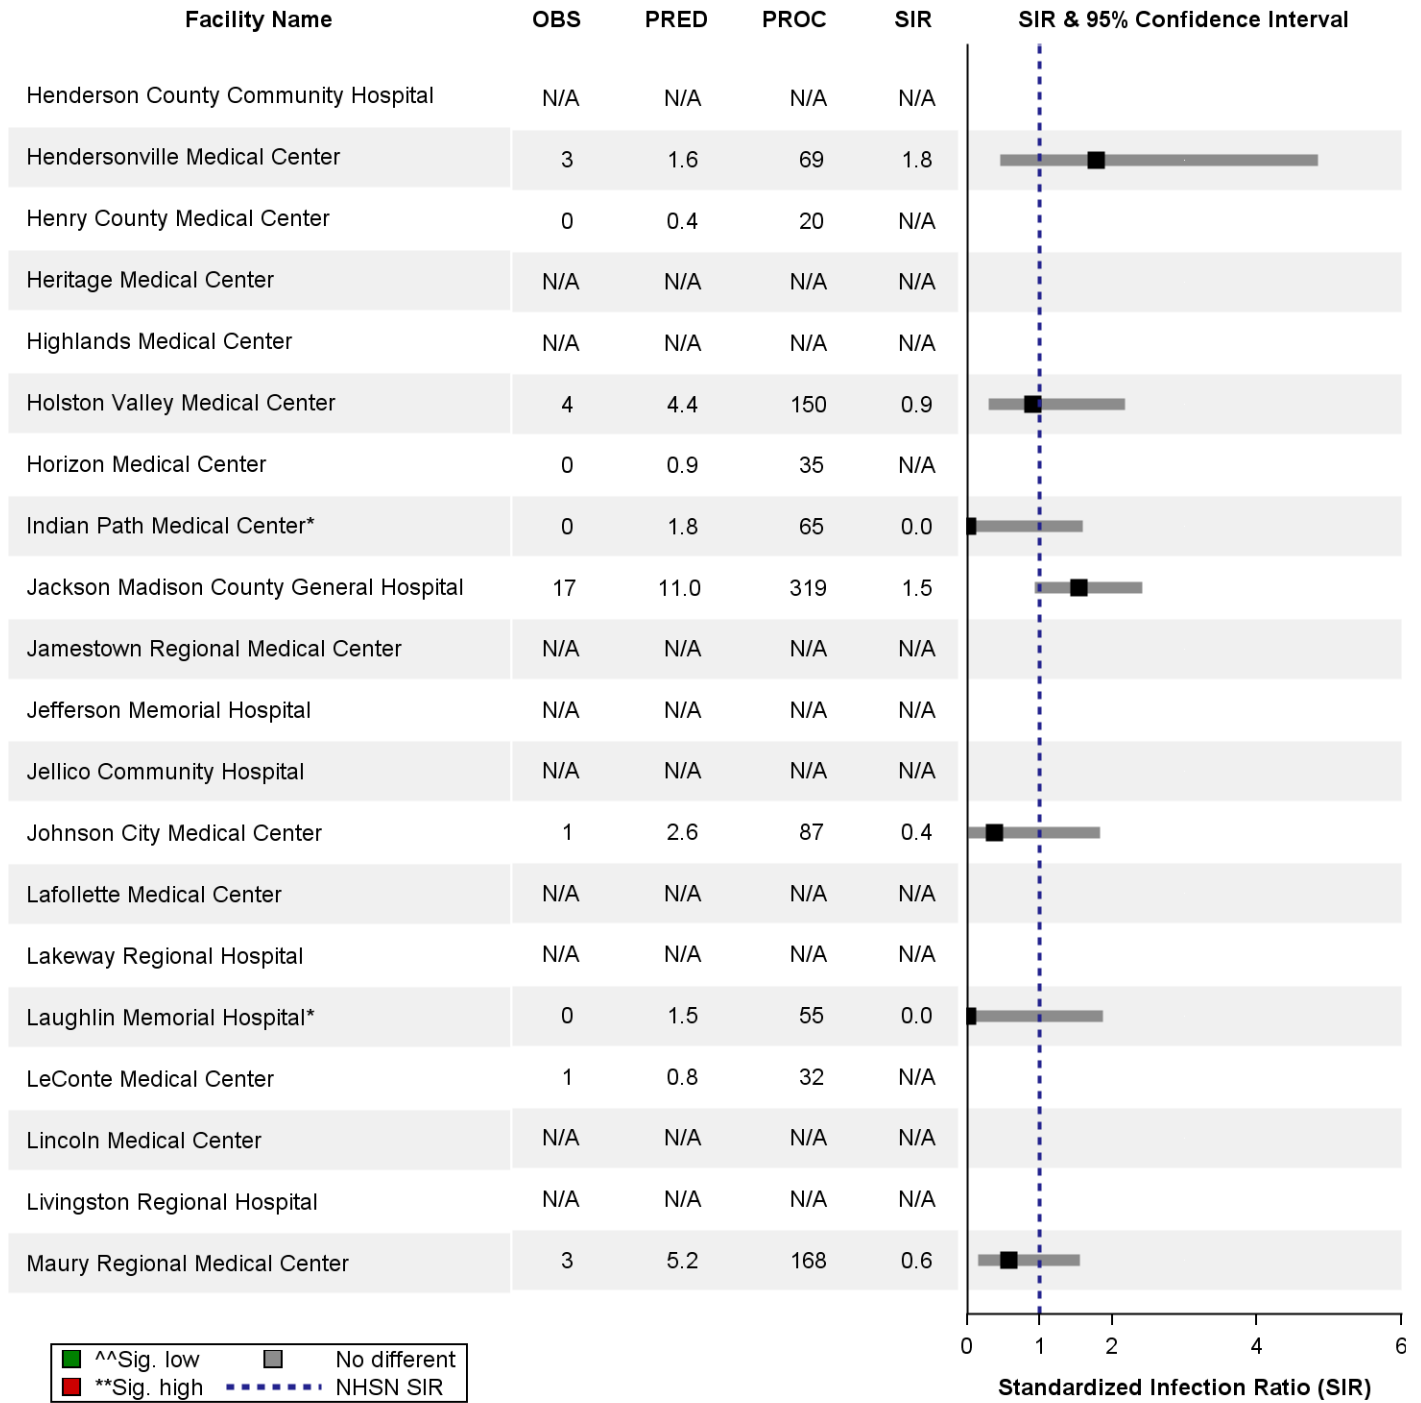 Facility Name OBS PRED PROC SIR SIR & 95% Confidence Interval
Henderson County Community Hospital N/A N/A N/A N/A
Hendersonville Medical Center 3 1.6 69 1.8
Henry County Medical Center 0 0.4 20 N/A
Heritage Medical Center N/A N/A N/A N/A
Highlands Medical Center N/A N/A N/A N/A
Holston Valley Medical Center 4 4.4 150 0.9
Horizon Medical Center 0 0.9 35 N/A
Indian Path Medical Center* 0 1.8 65 0.0
Jackson Madison County General Hospital 17 11.0 319 1.5
Jamestown Regional Medical Center N/A N/A N/A N/A
Jefferson Memorial Hospital N/A N/A N/A N/A
Jellico Community Hospital N/A N/A N/A N/A
Johnson City Medical Center 1 2.6 87 0.4
Lafollette Medical Center N/A N/A N/A N/A
Lakeway Regional Hospital N/A N/A N/A N/A
Laughlin Memorial Hospital* 0 1.5 55 0.0
LeConte Medical Center 1 0.8 32 N/A
Lincoln Medical Center N/A N/A N/A N/A
Livingston Regional Hospital N/A N/A N/A N/A
Maury Regional Medical Center 3 5.2 168 0.6
0 1 2 4 6
Standardized Infection Ratio (SIR)
^^Sig. low No different
**Sig. high NHSN SIR